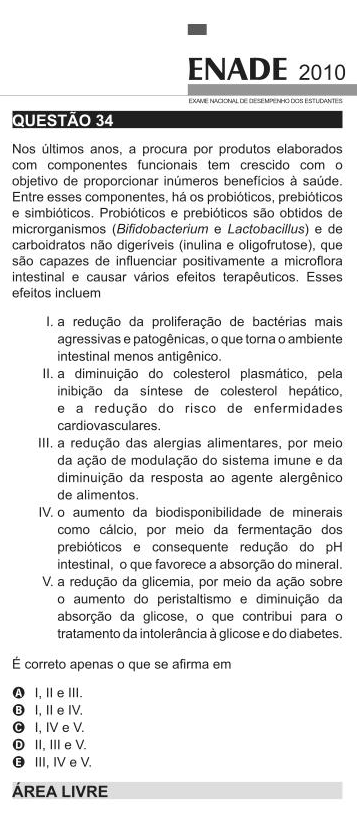 ENADE 2010
EXAME NACIONAL DE DESEMPENHO DOS ESTUDANTES
QUESTÃO 34
Nos últimos anos, a procura por produtos elaborados
com componentes funcionais tem crescido com o
objetivo de proporcionar inúmeros benefícios à saúde.
Entre esses componentes, há os probióticos, prebióticos
e simbióticos. Probióticos e prebióticos são obtidos de
microrganismos (Bifidobacterium e Lactobacillus) e de
carboidratos não digeríveis (inulina e oligofrutose), que
são capazes de influenciar positivamente a microflora
intestinal e causar vários efeitos terapêuticos. Esses
efeitos incluem
I. a redução da proliferação de bactérias mais
agressivas e patogênicas, o que torna o ambiente
intestinal menos antigênico.
II. a diminuição do colesterol plasmático, pela
inibição da síntese de colesterol hepático,
e a redução do risco de enfermidades
cardiovasculares.
III. a redução das alergias alimentares, por meio
da ação de modulação do sistema imune e da
diminuição da resposta ao agente alergênico
de alimentos.
IV. o aumento da biodisponibilidade de minerais
como cálcio, por meio da fermentação dos
prebióticos e consequente redução do pH
intestinal, o que favorece a absorção do mineral.
V. a redução da glicemia, por meio da ação sobre
o aumento do peristaltismo e diminuição da
absorção da glicose, o que contribui para o
tratamento da intolerância à glicose e do diabetes.
É correto apenas o que se afirma em
A I, II e III.
B I, II e IV.
C I, IV e V.
D II, III e V.
E III, IV e V.
ÁREA LIVRE